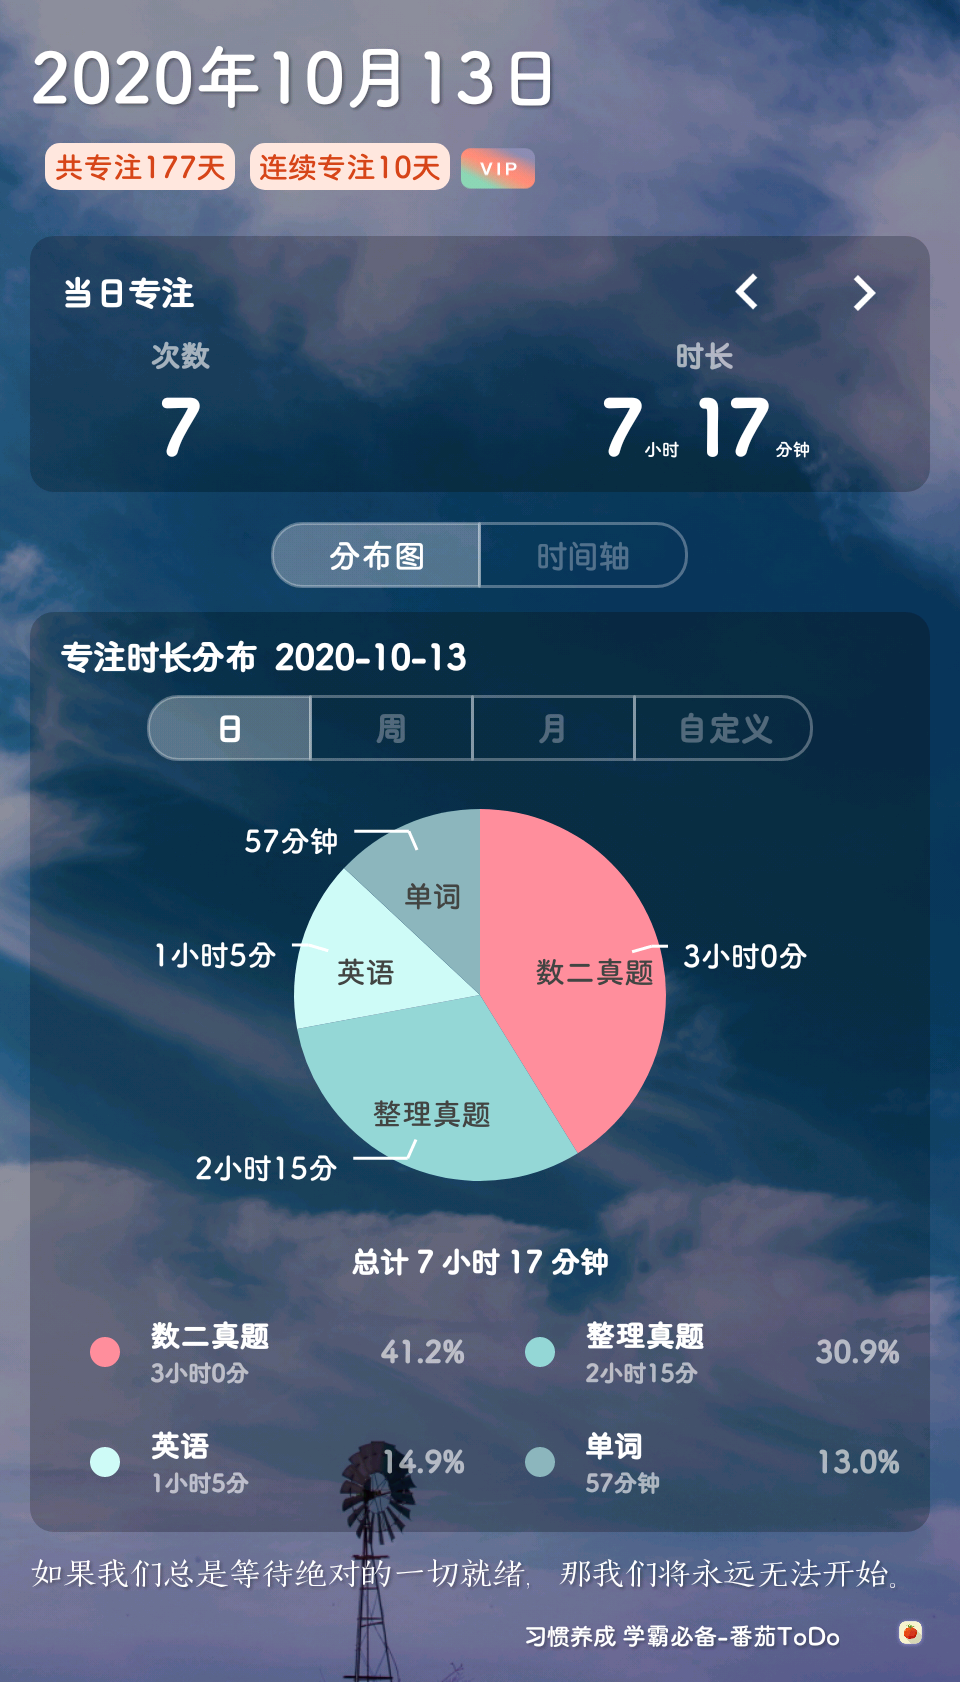 2020年10月13日
共专注177天 连续专注10天 VIP
当日专注
次数 时长
7 7小时 17分钟
分布图 时间轴
专注时长分布 2020-10-13
日 周 月 自定义
57分钟
单词
1小时5分 英语 数二真题 3小时0分
整理真题
2小时15分
总计 7 小时 17 分钟
数二真题 41.2% 整理真题 30.9%
3小时0分 2小时15分
英语 14.9% 单词 13.0%
1小时5分 57分钟
如果我们总是等待绝对的一切就绪，那我们将永远无法开始。
习惯养成 学霸必备-番茄ToDo